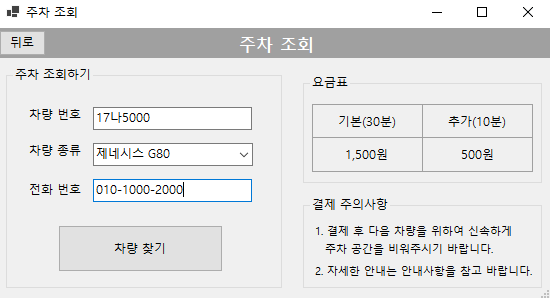 주차 조회
뒤로
주차 조회
주차 조회하기
차량 번호
17나5000
차량 종류
제네시스 G80
전화 번호
010-1000-2000
차량 찾기
요금표
기본(30분)
추가(10분)
1,500원
500원
결제 주의사항
1. 결제 후 다음 차량을 위하여 신속하게
주차 공간을 비워주시기 바랍니다.
2. 자세한 안내는 안내사항을 참고 바랍니다.